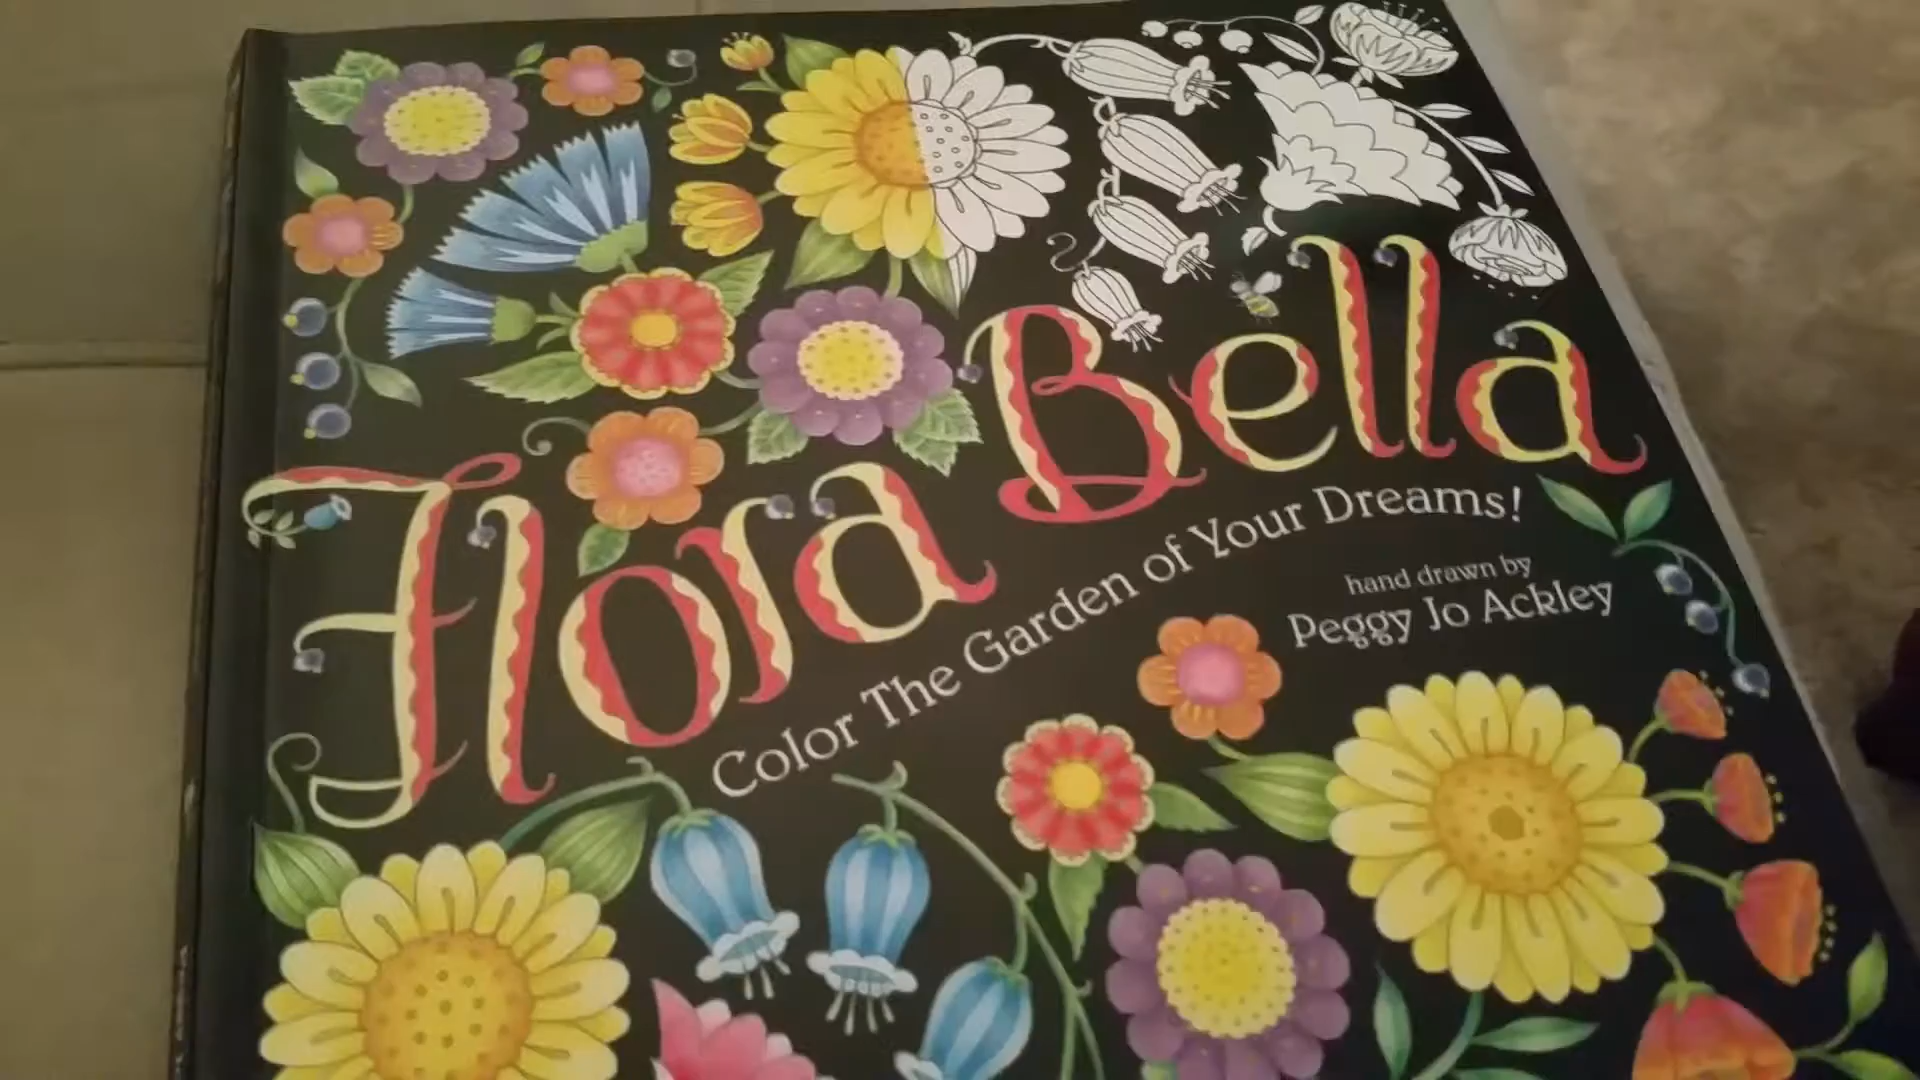 Flora Bella
Color The Garden of Your Dreams!
hand drawn by
Peggy Jo Ackley